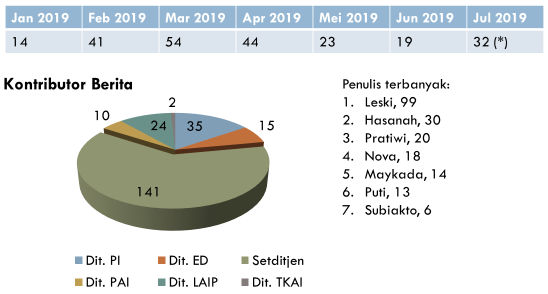 Jan 2019 Feb 2019 Mar 2019 Apr 2019 Mei 2019 Jun 2019 Jul 2019
14 41 54 44 23 19 32 (*)
Kontributor Berita
2
10
24
35
15
141
Dit. PI Dit. ED Setditjen
Dit. PAI Dit. LAIP Dit. TKAI
Penulis terbanyak:
1. Leski, 99
2. Hasanah, 30
3. Pratiwi, 20
4. Nova, 18
5. Maykada, 14
6. Puti, 13
7. Subiakto, 6